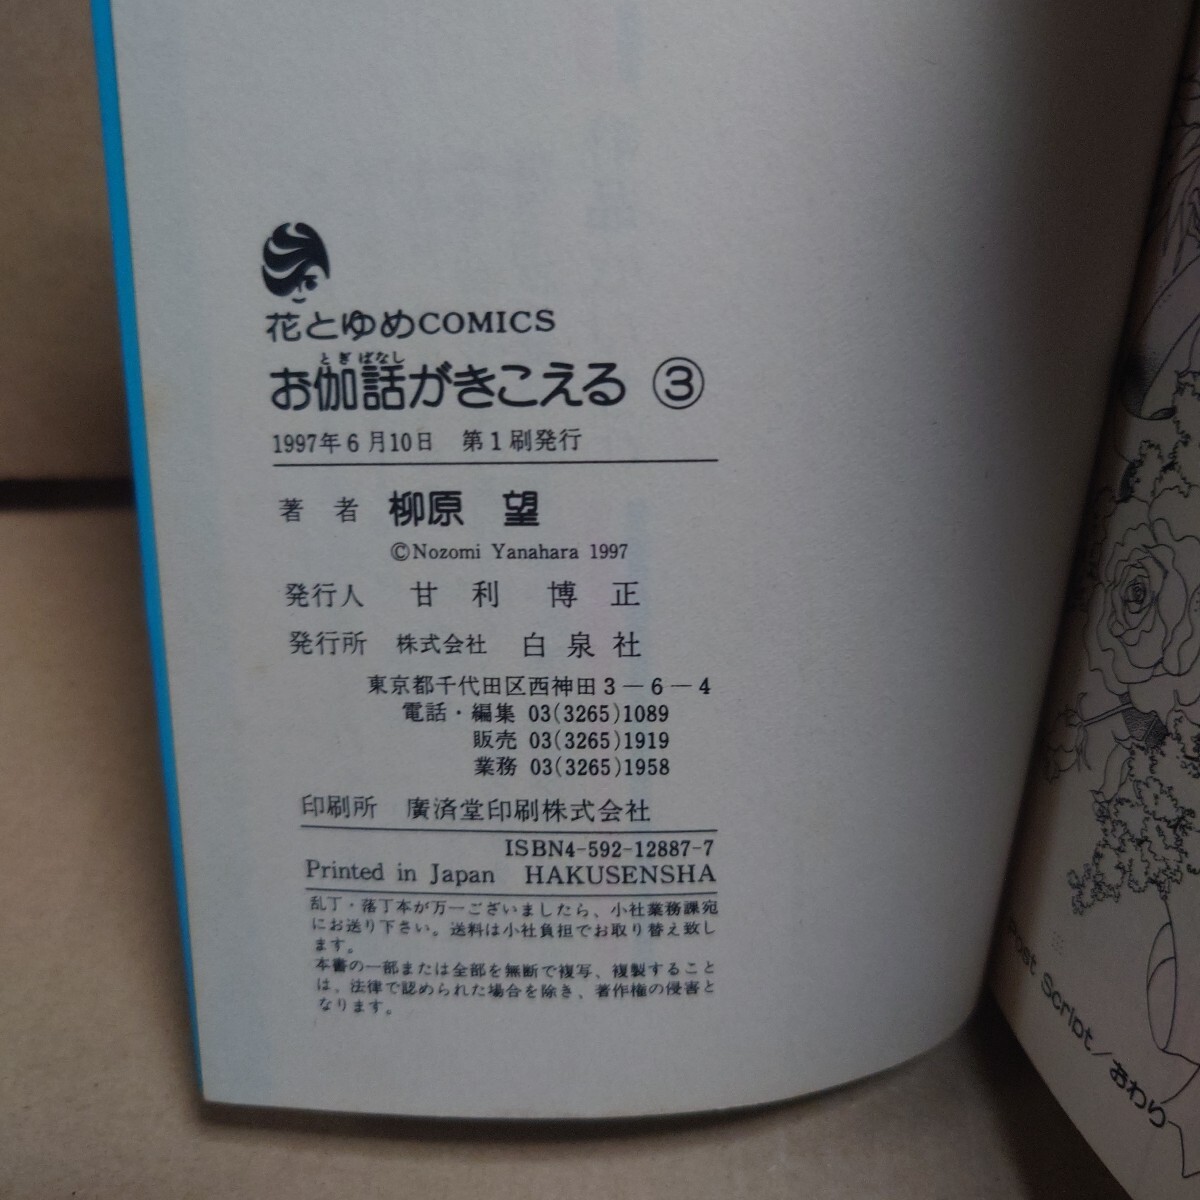 花とゆめCOMICS
とぎばなし
お伽話がきこえる ③
1997年6月10日 第1刷発行
著者 柳原 望
©Nozomi Yanahara 1997
発行人 甘利 博正
発行所 株式会社 白泉社
東京都千代田区西神田3-6-4
電話・編集 03(3265)1089
販売 03(3265)1919
業務 03(3265)1958
印刷所 廣済堂印刷株式会社
ISBN4-592-12887-7
Printed in Japan HAKUSENSHA
乱丁・落丁本が万一ございましたら、小社業務課宛
にお送り下さい。送料は小社負担でお取り替え致し
ます。
本書の一部または全部を無断で複写、複製すること
は、法律で認められた場合を除き、著作権の侵害と
なります。
Post Script/おわり